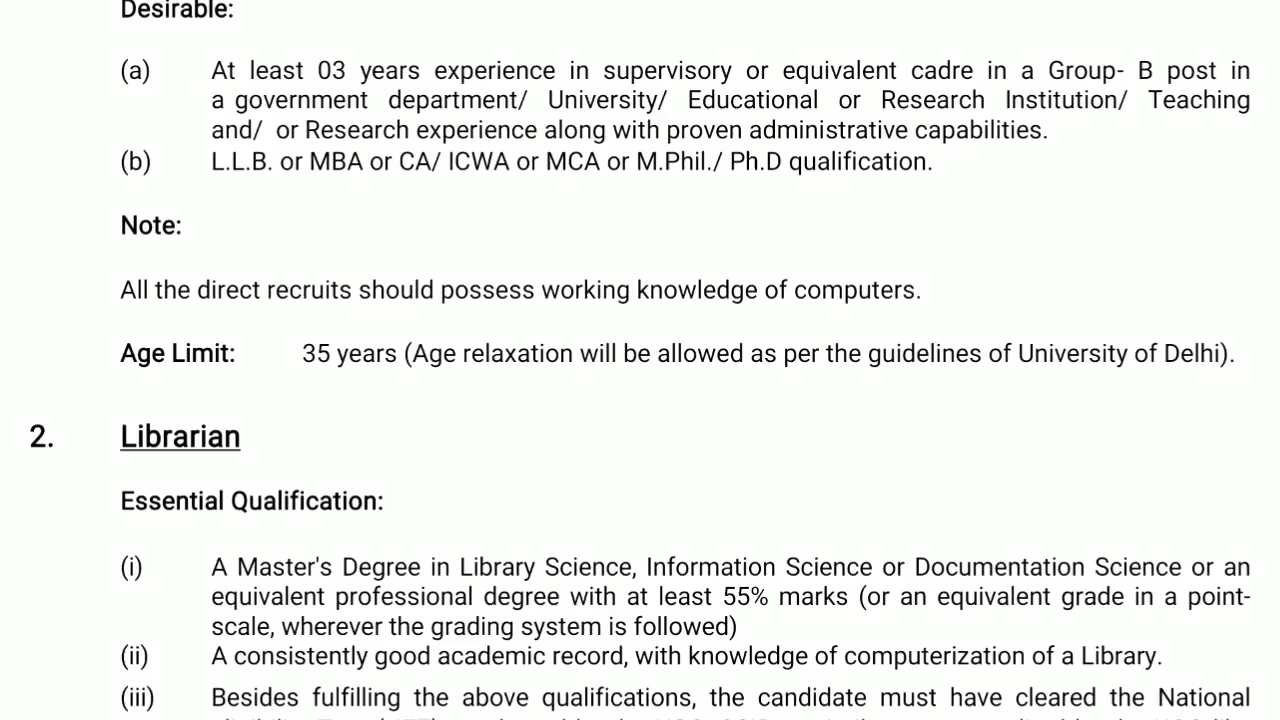 Desirable:
(a) At least 03 years experience in supervisory or equivalent cadre in a Group- B post in
a government department/ University/ Educational or Research Institution/ Teaching
and/ or Research experience along with proven administrative capabilities.
(b) L.L.B. or MBA or CA/ ICWA or MCA or M.Phil./ Ph.D qualification.
Note:
All the direct recruits should possess working knowledge of computers.
Age Limit: 35 years (Age relaxation will be allowed as per the guidelines of University of Delhi).
2. Librarian
Essential Qualification:
(i) A Master's Degree in Library Science, Information Science or Documentation Science or an
equivalent professional degree with at least 55% marks (or an equivalent grade in a point-
scale, wherever the grading system is followed)
(ii) A consistently good academic record, with knowledge of computerization of a Library.
(iii) Besides fulfilling the above qualifications, the candidate must have cleared the National